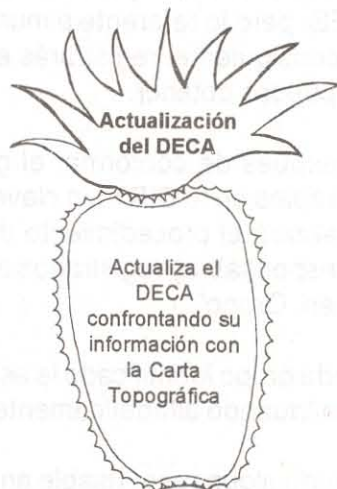 Actualización
del DECA
Actualiza el
DECA
confrontando su
información con
la Carta
Topográfica